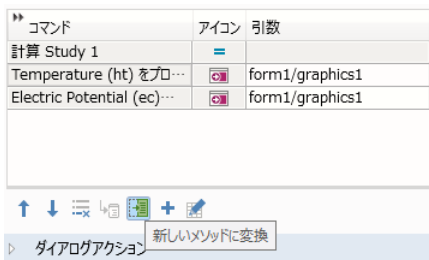 コマンド アイコン 引数
計算 Study 1
Temperature (ht) をプロ… form1/graphics1
Electric Potential (ec)… form1/graphics1
新しいメソッドに変換
ダイアログアクション